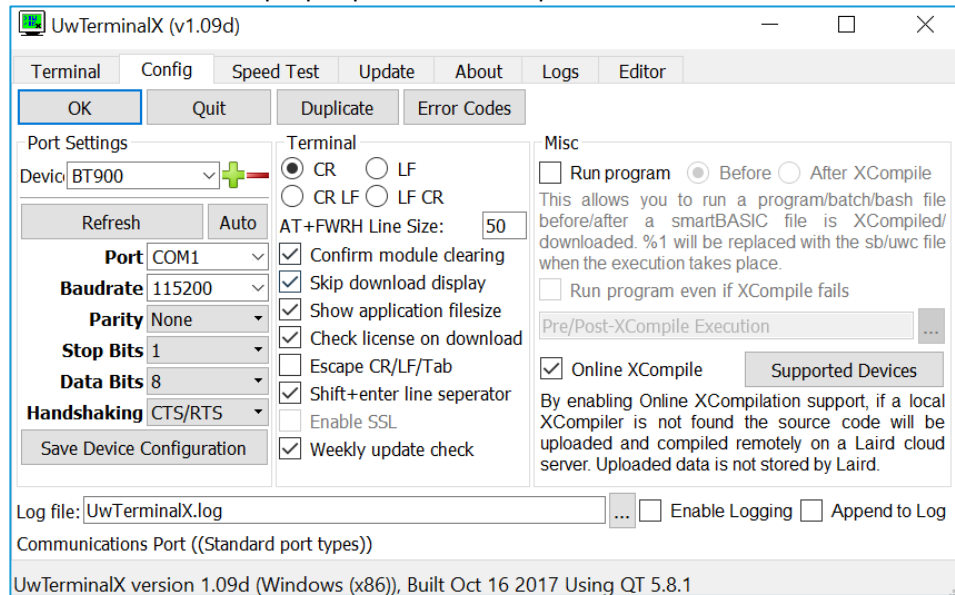 UwTerminalX (v1.09d)
Terminal Config Speed Test Update About Logs Editor
OK Quit Duplicate Error Codes
Port Settings
Devic BT900
Refresh Auto
Port COM1
Baudrate 115200
Parity None
Stop Bits 1
Data Bits 8
Handshaking CTS/RTS
Save Device Configuration
Terminal
CR LF
CR LF LF CR
AT+FWRH Line Size: 50
Confirm module clearing
Skip download display
Show application filesize
Check license on download
Escape CR/LF/Tab
Shift+enter line seperator
Enable SSL
Weekly update check
Misc
Run program Before After XCompile
This allows you to run a program/batch/bash file
before/after a smartBASIC file is XCompiled/
downloaded. %1 will be replaced with the sb/uwc file
when the execution takes place.
Run program even if XCompile fails
Pre/Post-XCompile Execution ...
Online XCompile Supported Devices
By enabling Online XCompilation support, if a local
XCompiler is not found the source code will be
uploaded and compiled remotely on a Laird cloud
server. Uploaded data is not stored by Laird.
Log file: UwTerminalX.log ... Enable Logging Append to Log
Communications Port ((Standard port types))
UwTerminalX version 1.09d (Windows (x86)), Built Oct 16 2017 Using QT 5.8.1